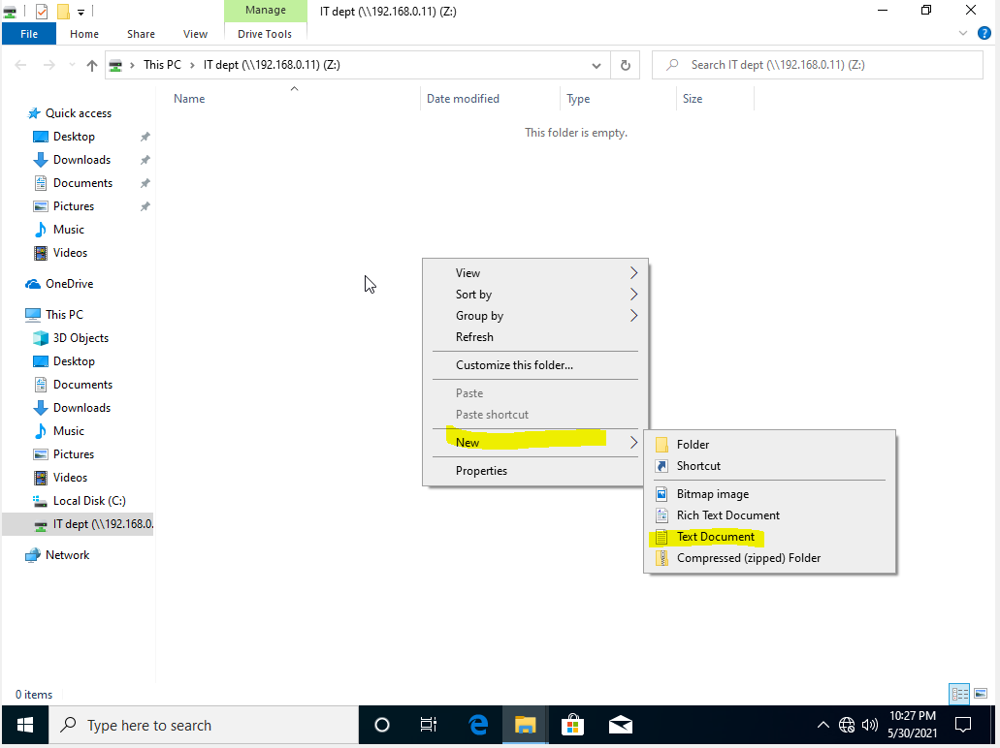 Manage
IT dept (\\192.168.0.11) (Z:)
File
Home
Share
View
Drive Tools
This PC
IT dept (\\192.168.0.11) (Z:)
Search IT dept (\\192.168.0.11) (Z:)
Name
Date modified
Type
Size
This folder is empty.
Quick access
Desktop
Downloads
Documents
Pictures
Music
Videos
OneDrive
This PC
3D Objects
Desktop
Documents
Downloads
Music
Pictures
Videos
Local Disk (C:)
IT dept (\\192.168.0.
Network
View
Sort by
Group by
Refresh
Customize this folder...
Paste
Paste shortcut
New
Properties
Folder
Shortcut
Bitmap image
Rich Text Document
Text Document
Compressed (zipped) Folder
0 items
Type here to search
10:27 PM
5/30/2021